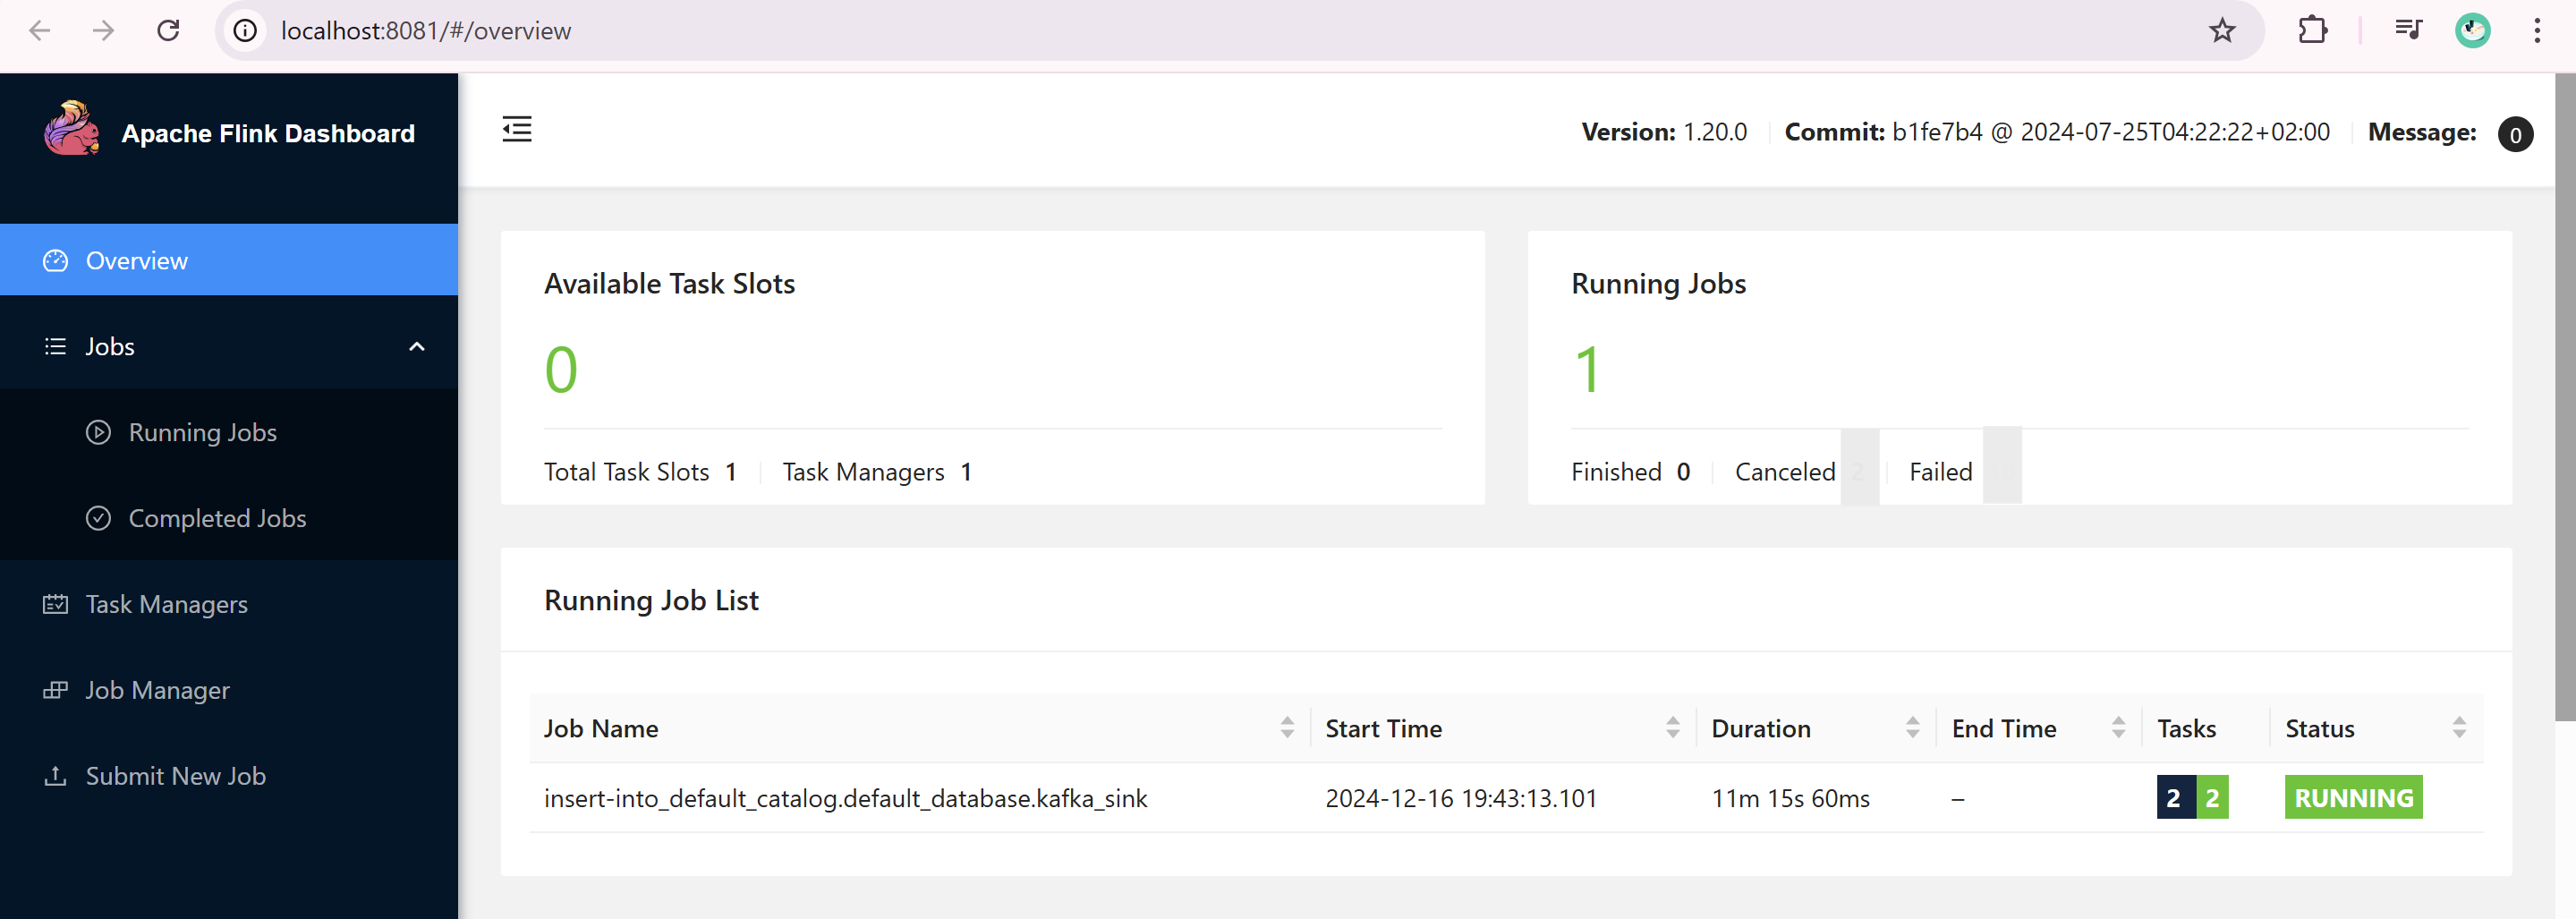 localhost:8081/#/overview
Apache Flink Dashboard
Version: 1.20.0 Commit: b1fe7b4 @ 2024-07-25T04:22:22+02:00 Message: 0
Overview
Jobs
Running Jobs
Completed Jobs
Task Managers
Job Manager
Submit New Job
Available Task Slots
0
Total Task Slots 1 Task Managers 1
Running Jobs
1
Finished 0 Canceled 2 Failed
Running Job List
Job Name Start Time Duration End Time Tasks Status
insert-into_default_catalog.default_database.kafka_sink 2024-12-16 19:43:13.101 11m 15s 60ms – 2 2 RUNNING